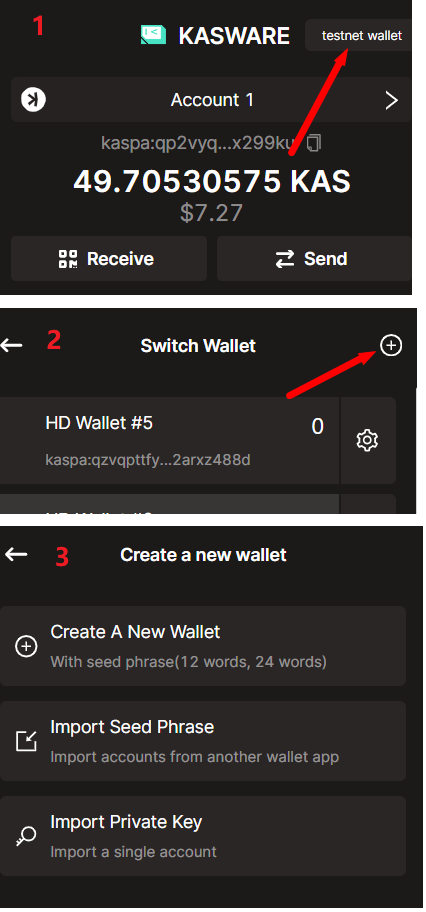 1
KASWARE
testnet wallet
Account 1
kaspa:qp2vyq...x299ku
49.70530575 KAS
$7.27
Receive
Send
2
Switch Wallet
HD Wallet #5
0
kaspa:qzvqpttfy...2arxz488d
3
Create a new wallet
Create A New Wallet
With seed phrase(12 words, 24 words)
Import Seed Phrase
Import accounts from another wallet app
Import Private Key
Import a single account